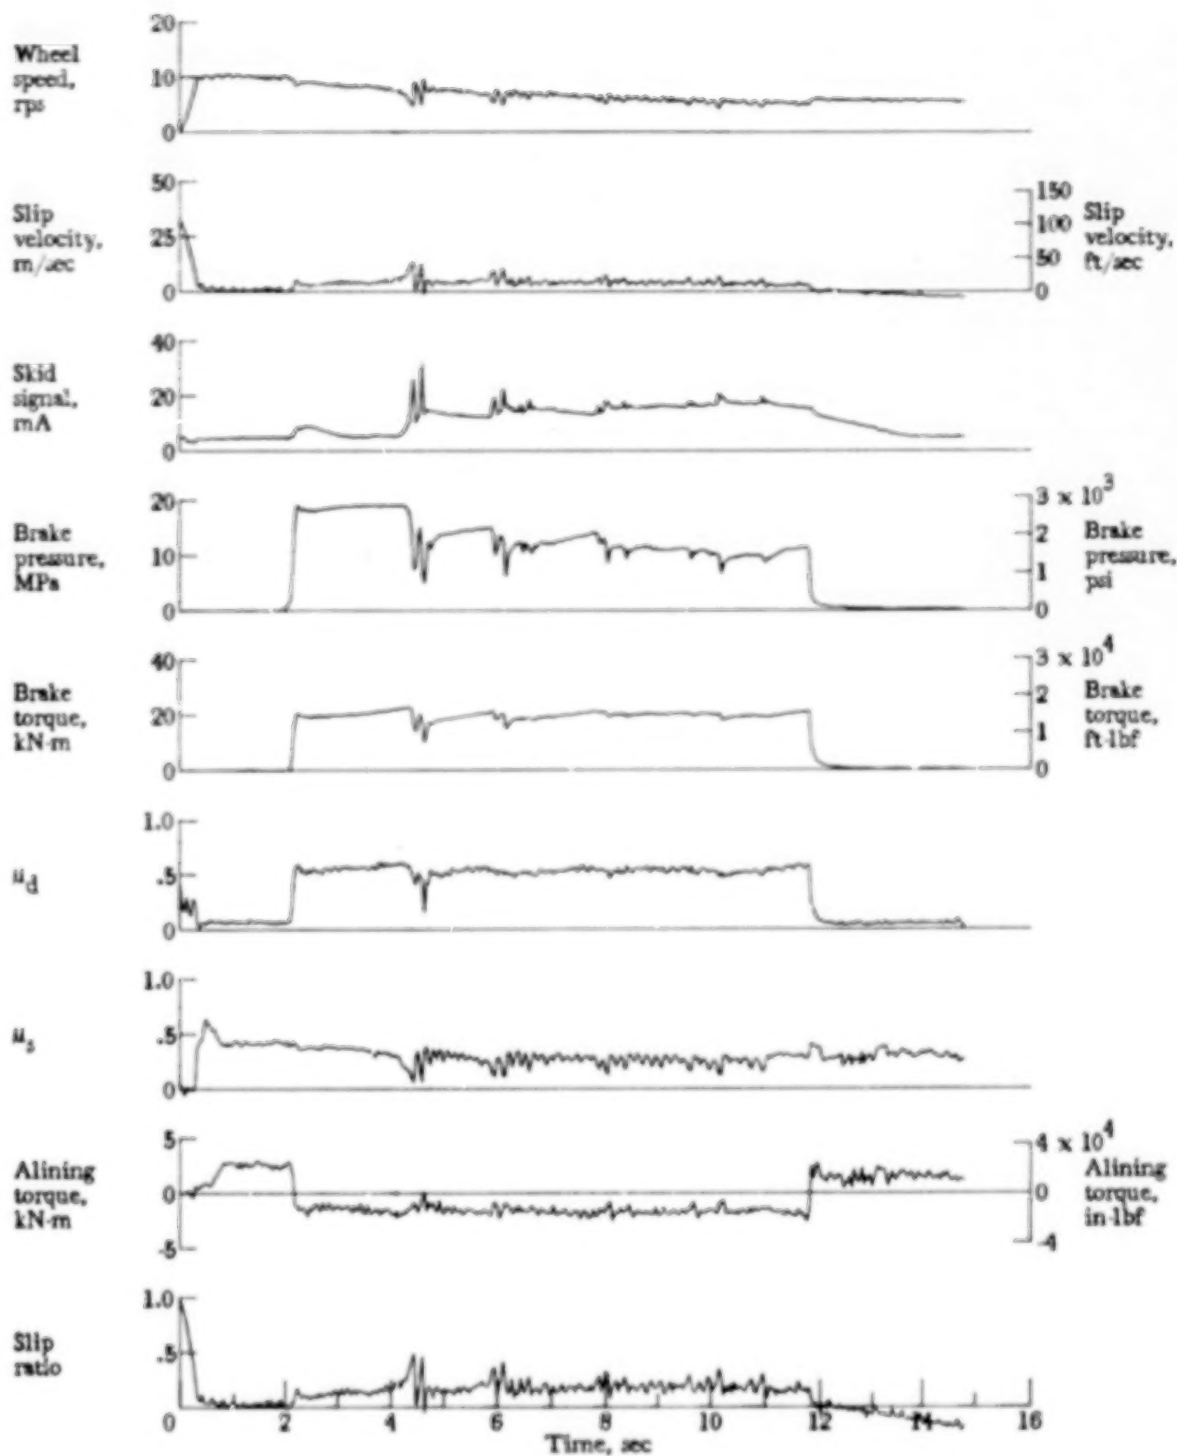 20
Wheel
speed, 10
rps
0
50 150
Slip 100 Slip
velocity, 25 velocity,
m/sec 50 ft/sec
0 0
40
Skid
signal, 20
mA
0
20 3 x 10³
Brake 2 Brake
pressure, 10 pressure,
MPa 1 psi
0 0
40 3 x 10⁴
Brake 2 Brake
torque, 20 torque,
kN-m 1 ft-lbf
0 0
1.0
μd .5
0
1.0
μs .5
0
5 4 x 10⁴
Alining Alining
torque, 0 0 torque,
kN-m in-lbf
-5 -4
1.0
Slip .5
ratio
0 2 4 6 8 10 12 14 16
Time, sec